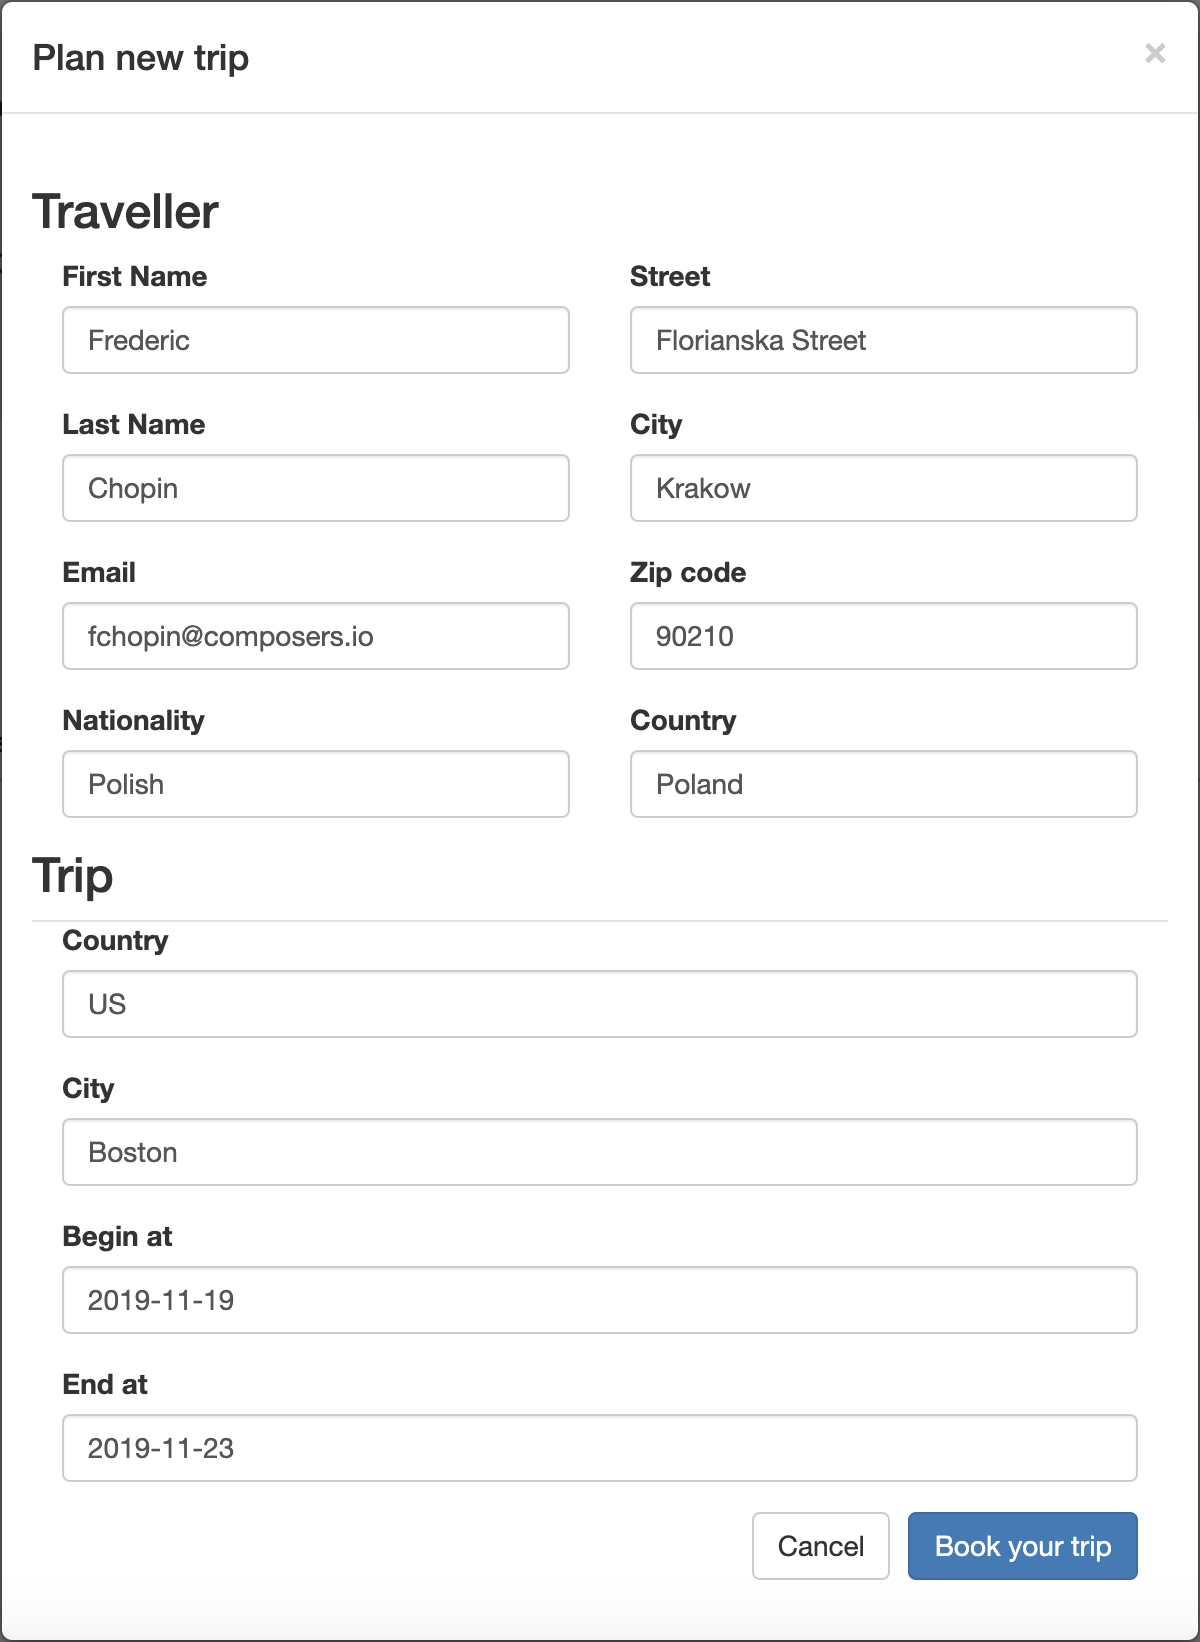 Plan new trip
×
Traveller
First Name
Frederic
Last Name
Chopin
Email
fchopin@composers.io
Nationality
Polish
Street
Florianska Street
City
Krakow
Zip code
90210
Country
Poland
Trip
Country
US
City
Boston
Begin at
2019-11-19
End at
2019-11-23
Cancel
Book your trip